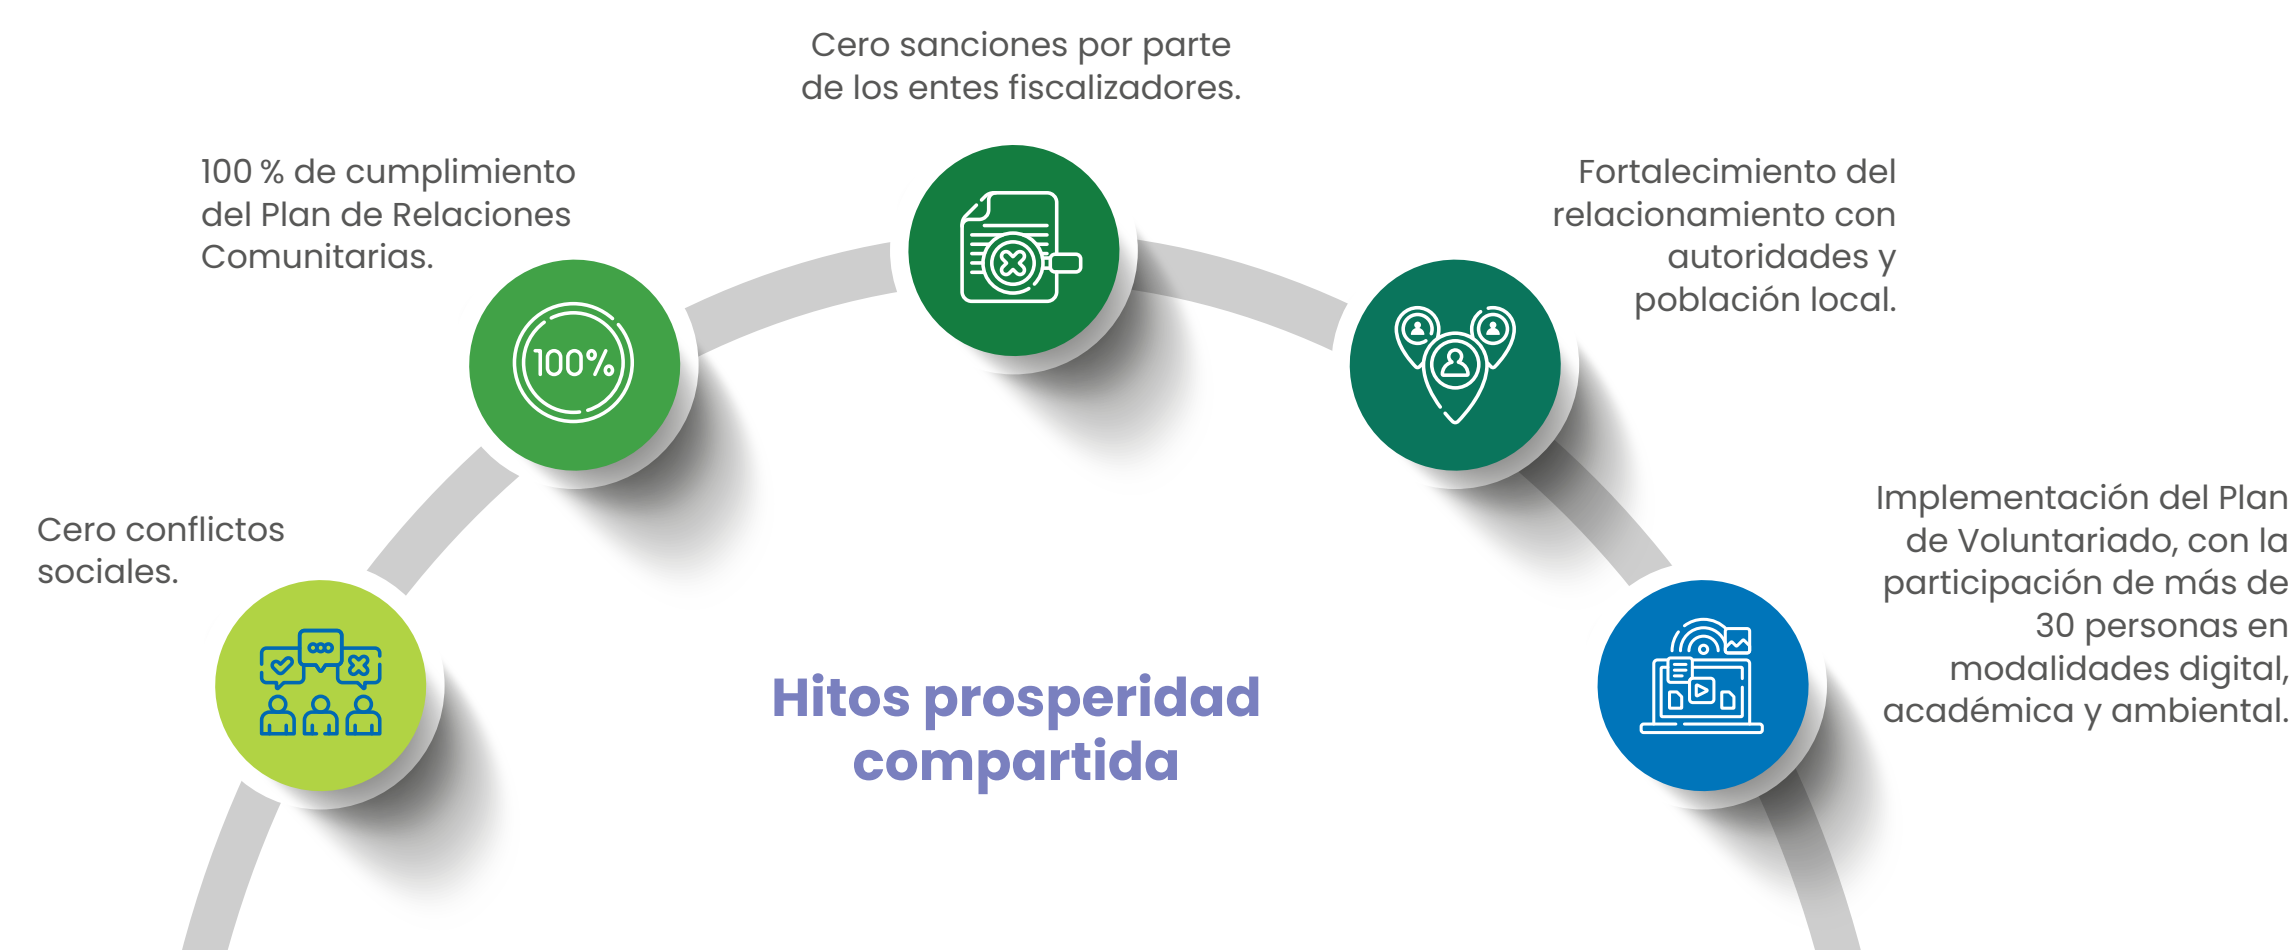 Cero sanciones por parte
de los entes fiscalizadores.
100 % de cumplimiento
del Plan de Relaciones
Comunitarias.
Fortalecimiento del
relacionamiento con
autoridades y
población local.
100%
Cero conflictos
sociales.
Implementación del Plan
de Voluntariado, con la
participación de más de
30 personas en
modalidades digital,
académica y ambiental.
Hitos prosperidad
compartida